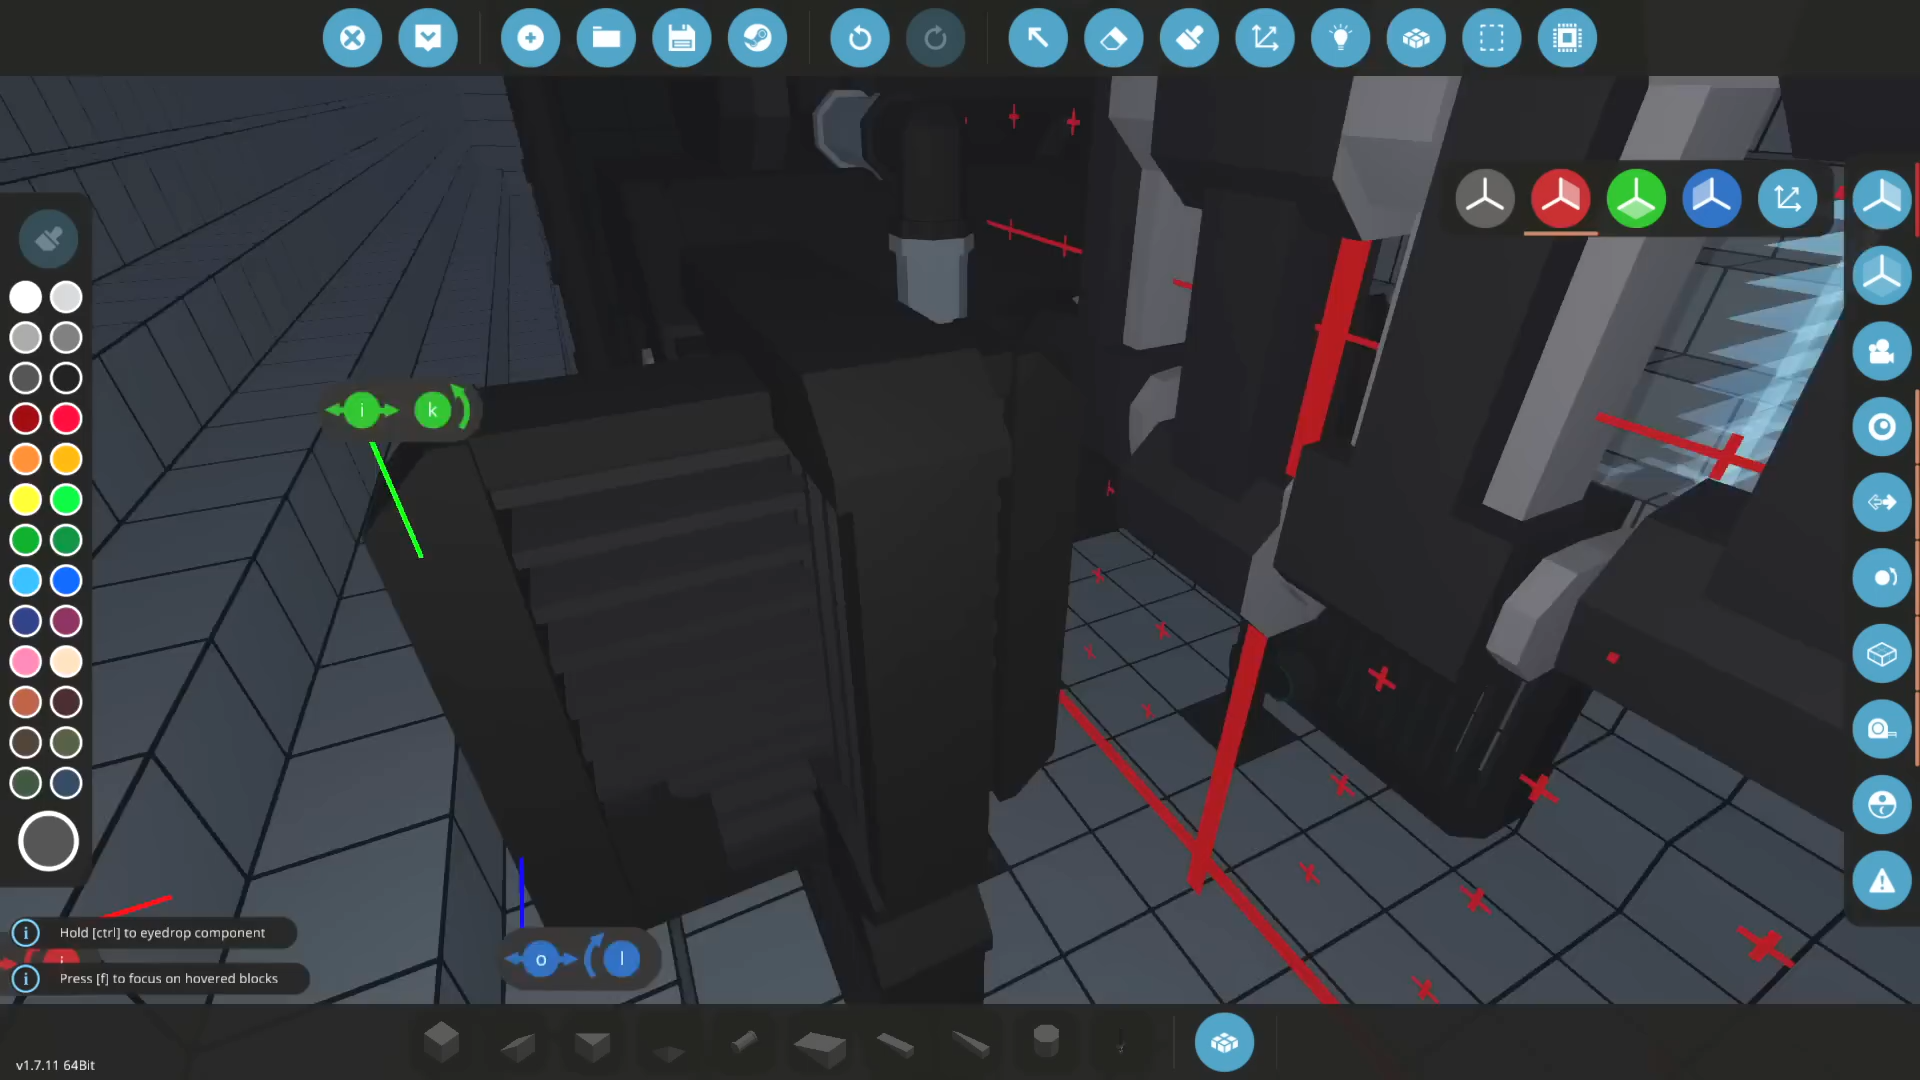 i k
Hold [ctrl] to eyedrop component
Press [f] to focus on hovered blocks
o l
v1.7.11 64Bit